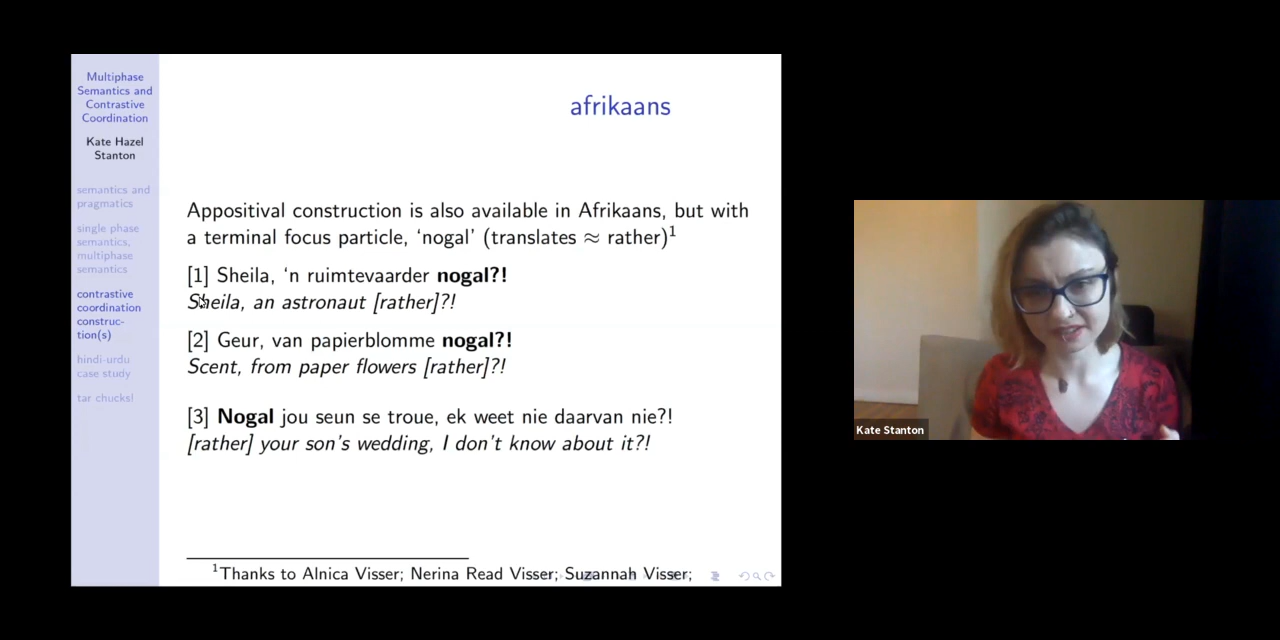 Multiphase
Semantics and
Contrastive
Coordination
Kate Hazel
Stanton
semantics and
pragmatics
single phase
semantics,
multiphase
semantics
contrastive
coordination
construc-
tion(s)
hindi-urdu
case study
tar chucks!
afrikaans
Appositival construction is also available in Afrikaans, but with
a terminal focus particle, ‘nogal’ (translates ≈ rather)¹
[1] Sheila, ‘n ruimtevaarder nogal?!
Sheila, an astronaut [rather]?!
[2] Geur, van papierblomme nogal?!
Scent, from paper flowers [rather]?!
[3] Nogal jou seun se troue, ek weet nie daarvan nie?!
[rather] your son's wedding, I don't know about it?!
¹Thanks to Alnica Visser; Nerina Read Visser; Suzannah Visser;
Kate Stanton